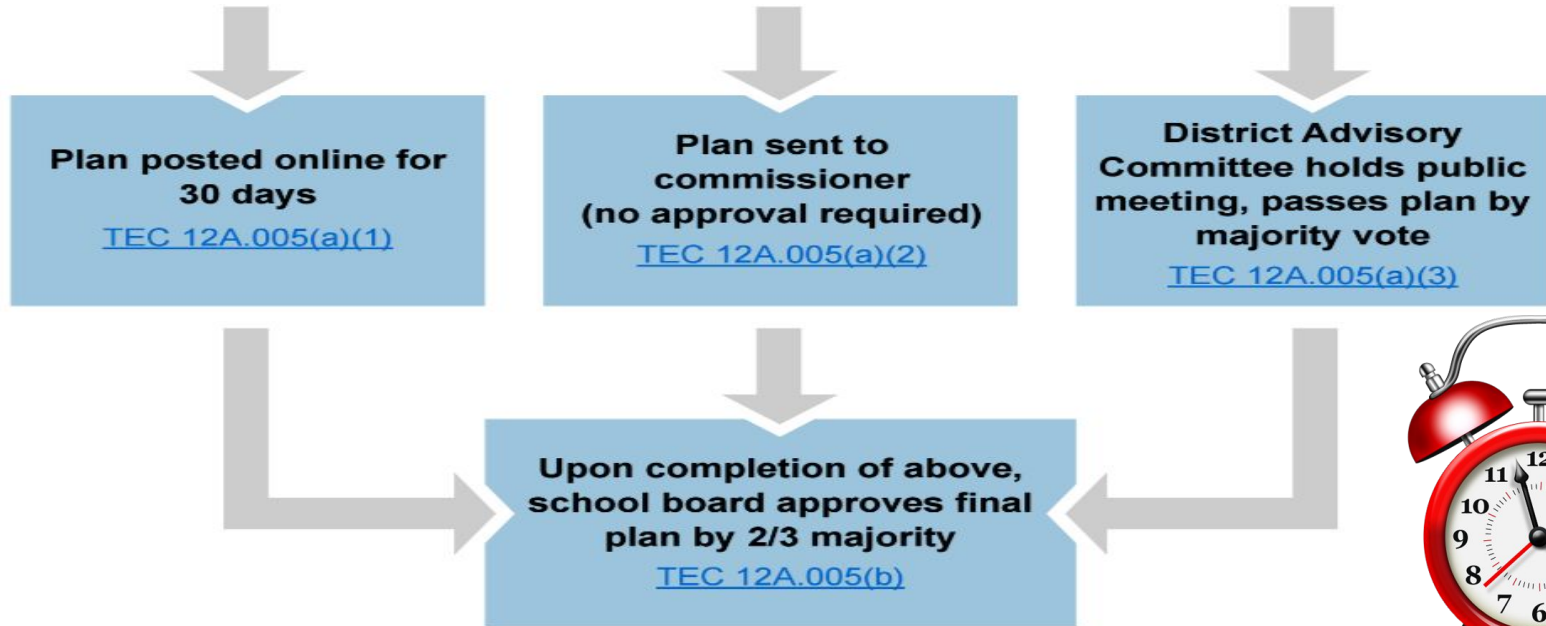 Plan posted online for
30 days
TEC 12A.005(a)(1)
Plan sent to
commissioner
(no approval required)
TEC 12A.005(a)(2)
District Advisory
Committee holds public
meeting, passes plan by
majority vote
TEC 12A.005(a)(3)
Upon completion of above,
school board approves final
plan by 2/3 majority
TEC 12A.005(b)
11 12
10
9
8
7 6